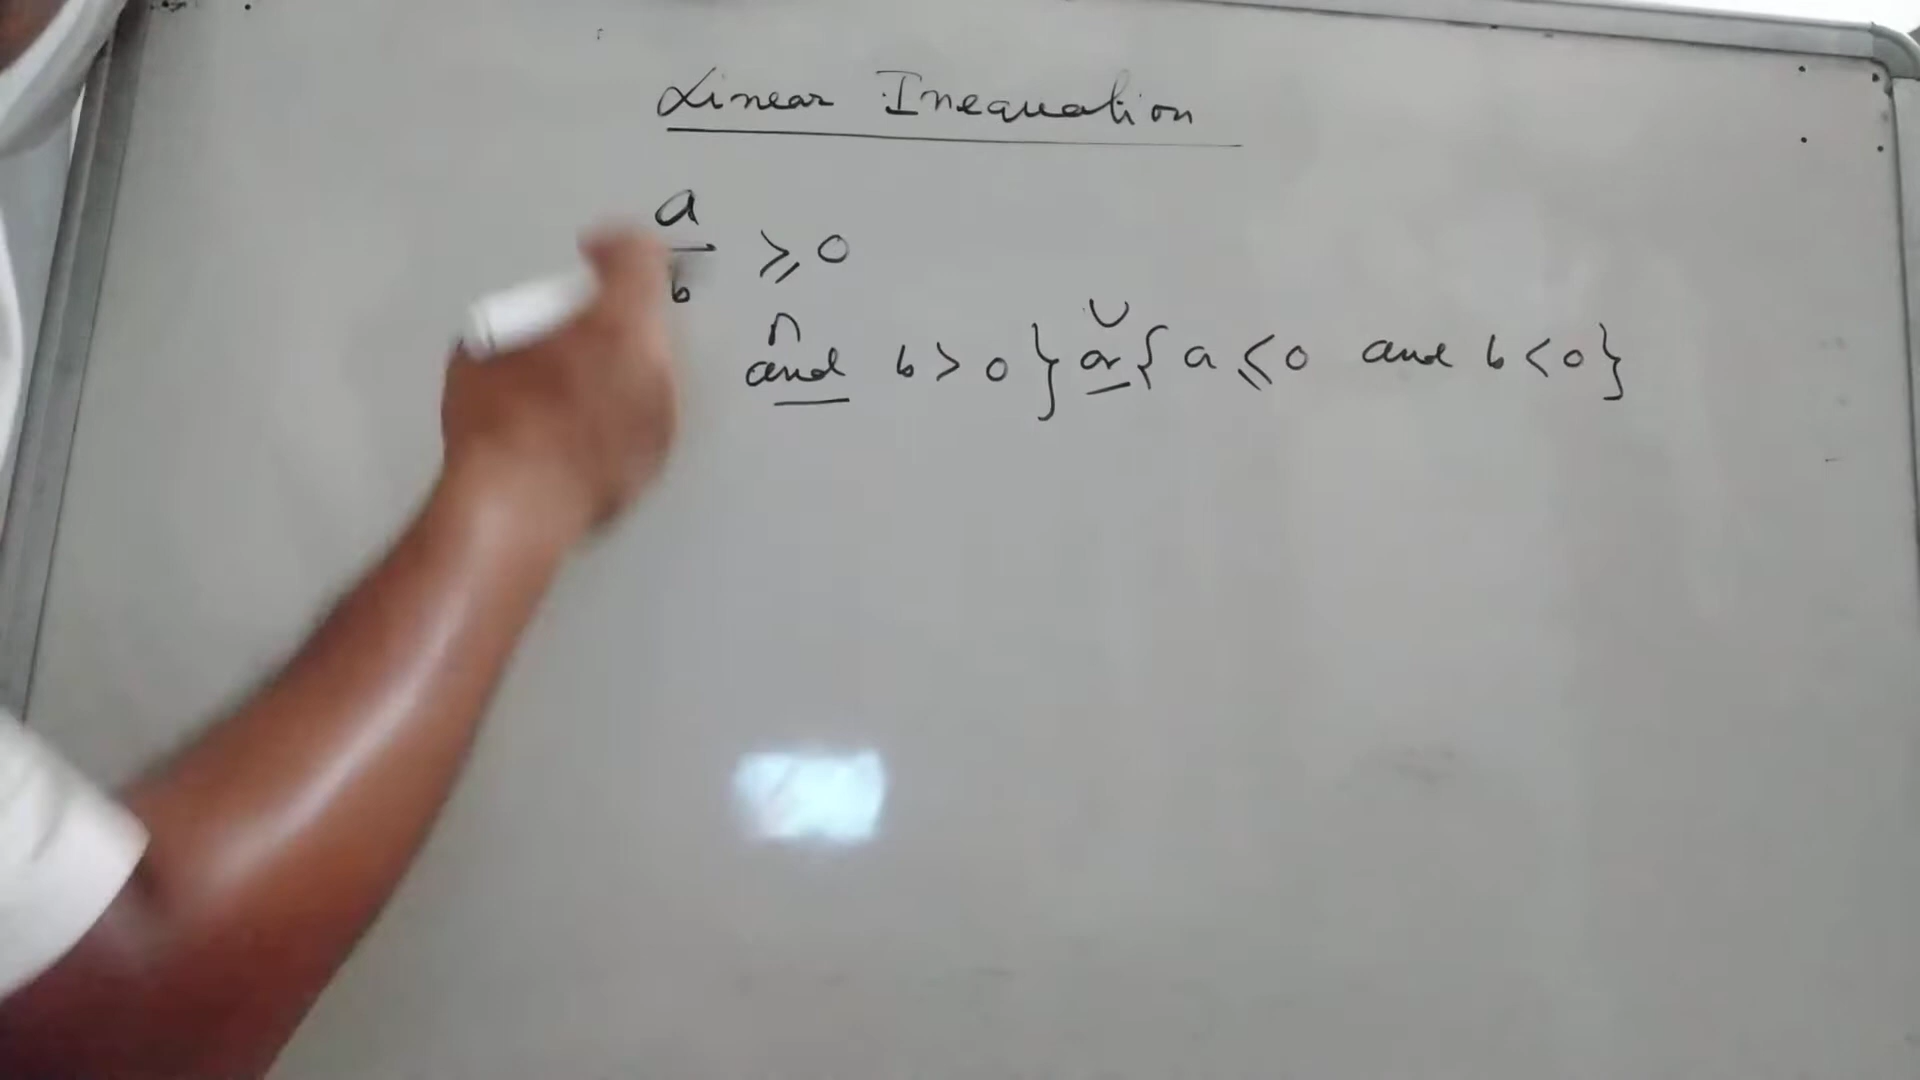 Linear Inequation
a
b
≥ 0
∩ ∪
and b > 0 } or { a ≤ 0 and b < 0 }